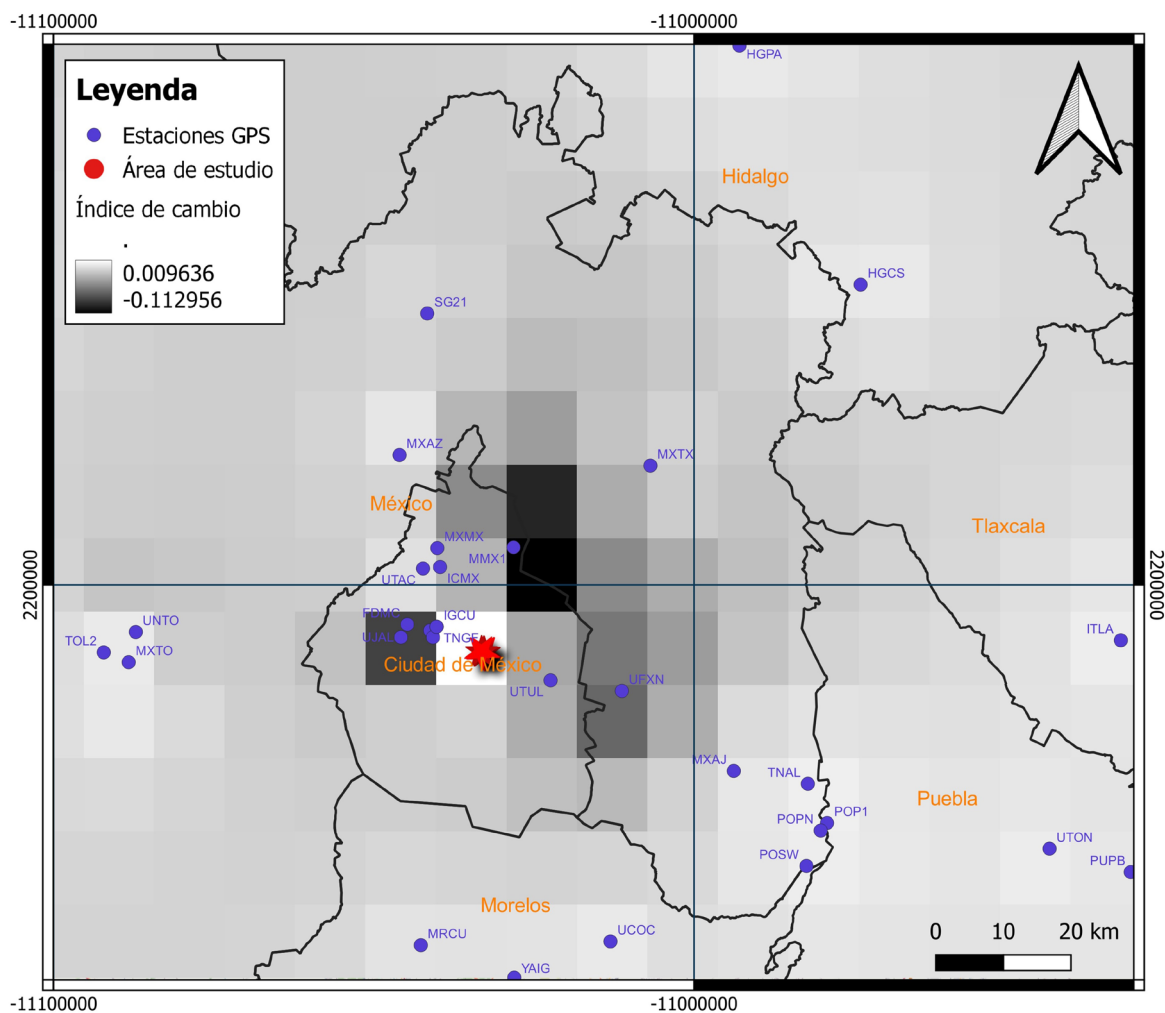 -11100000
-11000000
HGPA
Leyenda
Estaciones GPS
Área de estudio
Índice de cambio
.
0.009636
-0.112956
Hidalgo
HGCS
SG21
MXAZ
MXTX
México
Tlaxcala
MXMX
MMX1
UTAC
ICMX
2200000
2200000
FDMC
IGCU
UNTO
UJAL
TNGF
ITLA
TOL2
MXTO
Ciudad de México
UTUL
UFXN
MXAJ
TNAL
Puebla
POPN
POP1
UTON
POSW
PUPB
Morelos
MRCU
UCOC
0 10 20 km
YAIG
-11100000
-11000000